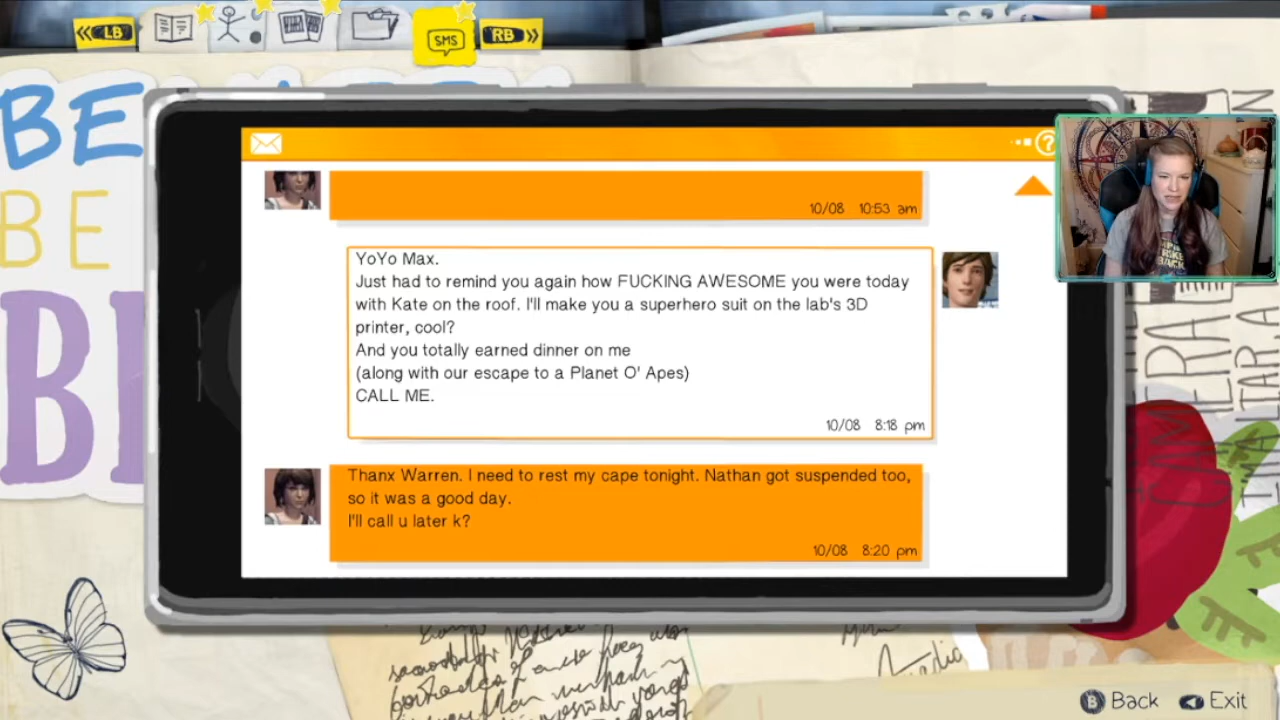 LB
SMS
RB
BE
BE
10/08 10:53 am
YoYo Max.
Just had to remind you again how FUCKING AWESOME you were today
with Kate on the roof. I'll make you a superhero suit on the lab's 3D
printer, cool?
And you totally earned dinner on me
(along with our escape to a Planet O' Apes)
CALL ME.
10/08 8:18 pm
Thanx Warren. I need to rest my cape tonight. Nathan got suspended too,
so it was a good day.
I'll call u later k?
10/08 8:20 pm
B Back
Exit